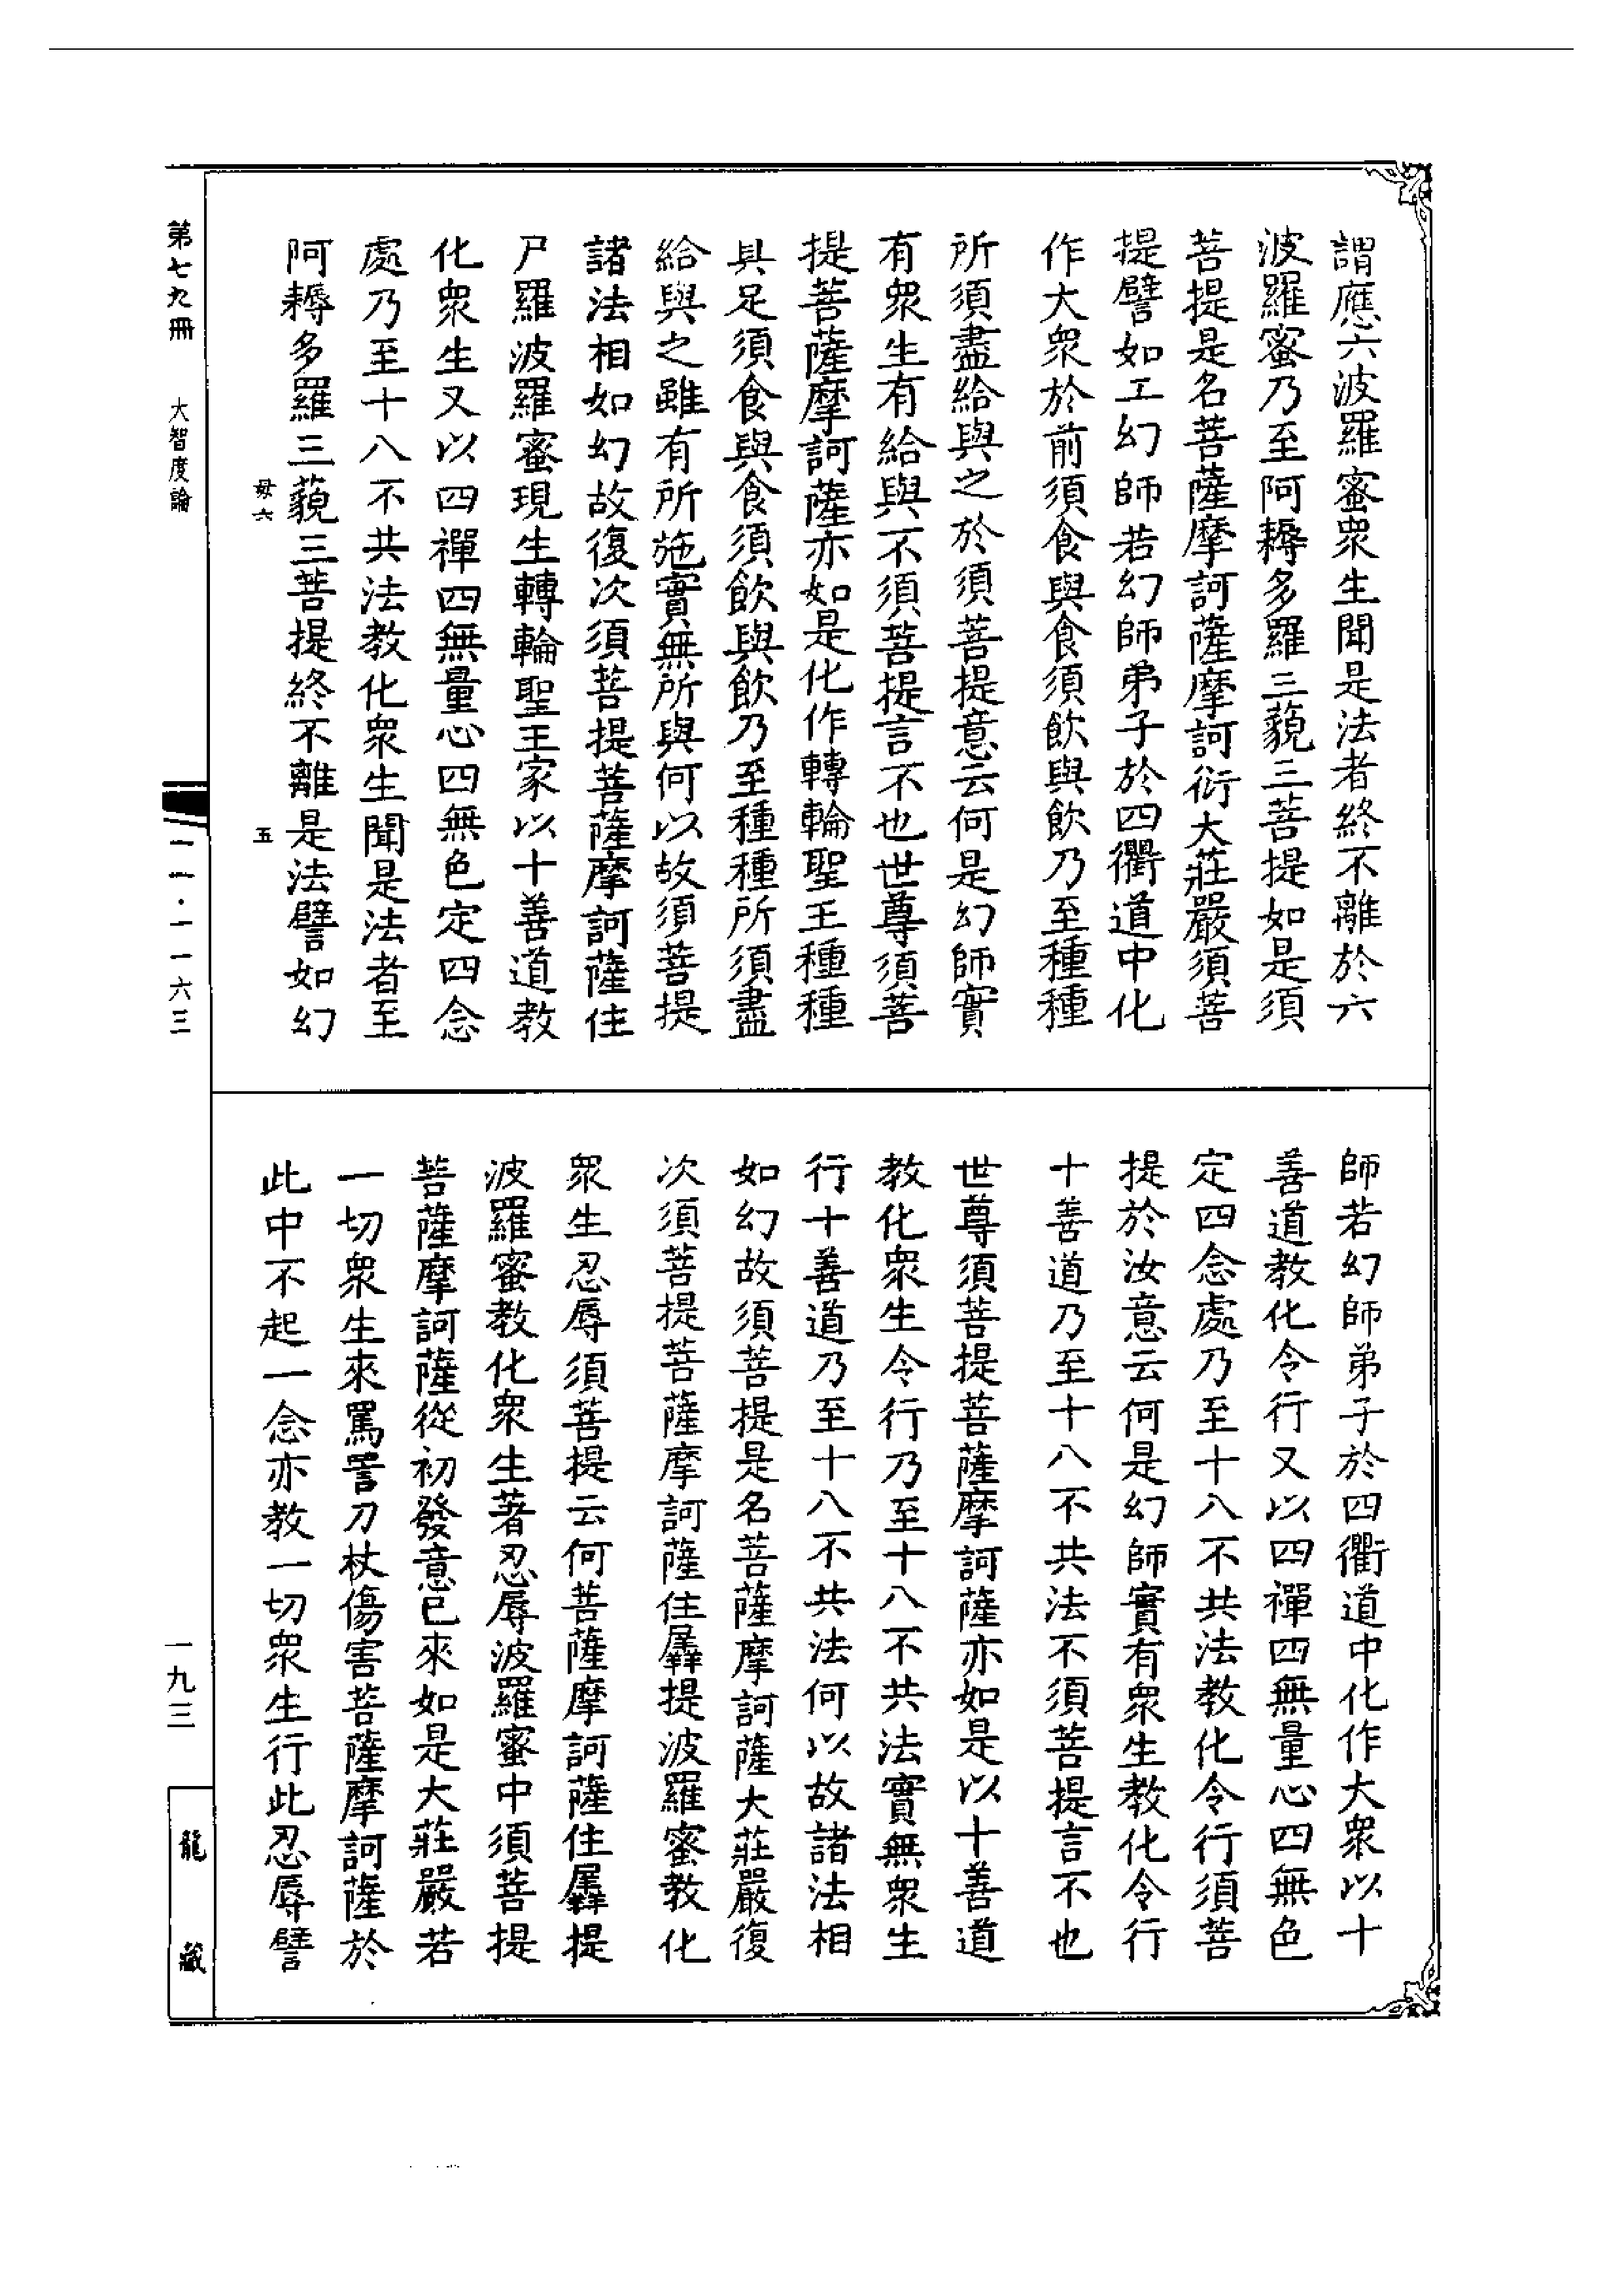 謂應六波羅蜜衆生聞是法者終不離於六
波羅蜜乃至阿耨多羅三藐三菩提如是須
菩提是名菩薩摩訶薩摩訶衍大莊嚴須菩
提譬如工幻師若幻師弟子於四衢道中化
作大衆於前須食與食須飲與飲乃至種種
所須盡給與之於須菩提意云何是幻師實
有衆生有給與不須菩提言不也世尊須菩
提菩薩摩訶薩亦如是化作轉輪聖王種種
具足須食與食須飲與飲乃至種種所須盡
給與之雖有所施實無所與何以故須菩提
諸法相如幻故復次須菩提菩薩摩訶薩住
尸羅波羅蜜現生轉輪聖王家以十善道教
化衆生又以四禪四無量心四無色定四念
處乃至十八不共法教化衆生聞是法者至
阿耨多羅三藐三菩提終不離是法譬如幻
師若幻師弟子於四衢道中化作大衆以十
善道教化令行又以四禪四無量心四無色
定四念處乃至十八不共法教化令行須菩
提於汝意云何是幻師實有衆生教化令行
十善道乃至十八不共法不須菩提言不也
世尊須菩提菩薩摩訶薩亦如是以十善道
教化衆生令行乃至十八不共法實無衆生
行十善道乃至十八不共法何以故諸法相
如幻故須菩提是名菩薩摩訶薩大莊嚴復
次須菩提菩薩摩訶薩住羼提波羅蜜教化
衆生忍辱須菩提云何菩薩摩訶薩住羼提
波羅蜜教化衆生著忍辱波羅蜜中須菩提
菩薩摩訶薩從初發意已來如是大莊嚴若
一切衆生來罵詈刀杖傷害菩薩摩訶薩於
此中不起一念亦教一切衆生行此忍辱譬
毋六 五
第七九冊 大智度論
一一·一一六三
一九三
龍藏